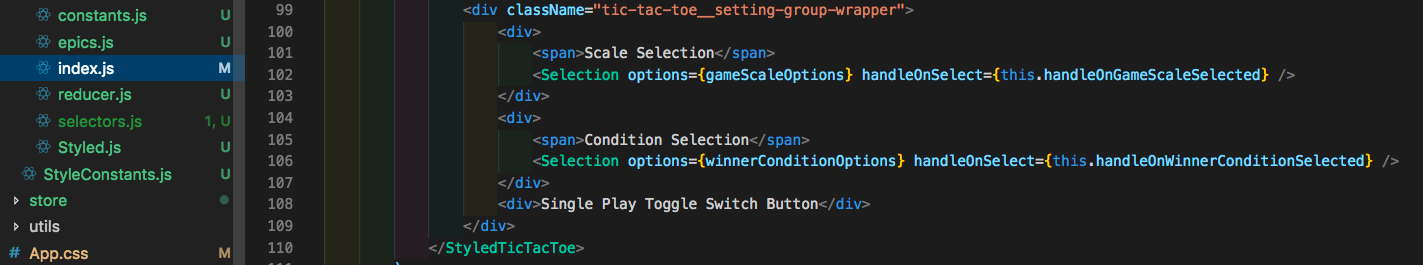 constants.js U
epics.js U
index.js M
reducer.js U
selectors.js 1, U
Styled.js U
StyleConstants.js U
store
utils
# App.css M
99 <div className="tic-tac-toe__setting-group-wrapper">
100 <div>
101 <span>Scale Selection</span>
102 <Selection options={gameScaleOptions} handleOnSelect={this.handleOnGameScaleSelected} />
103 </div>
104 <div>
105 <span>Condition Selection</span>
106 <Selection options={winnerConditionOptions} handleOnSelect={this.handleOnWinnerConditionSelected} />
107 </div>
108 <div>Single Play Toggle Switch Button</div>
109 </div>
110 </StyledTicTacToe>